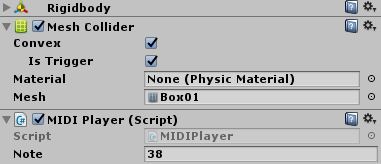 Rigidbody
Mesh Collider
Convex
Is Trigger
Material None (Physic Material)
Mesh Box01
MIDI Player (Script)
Script MIDIPlayer
Note 38